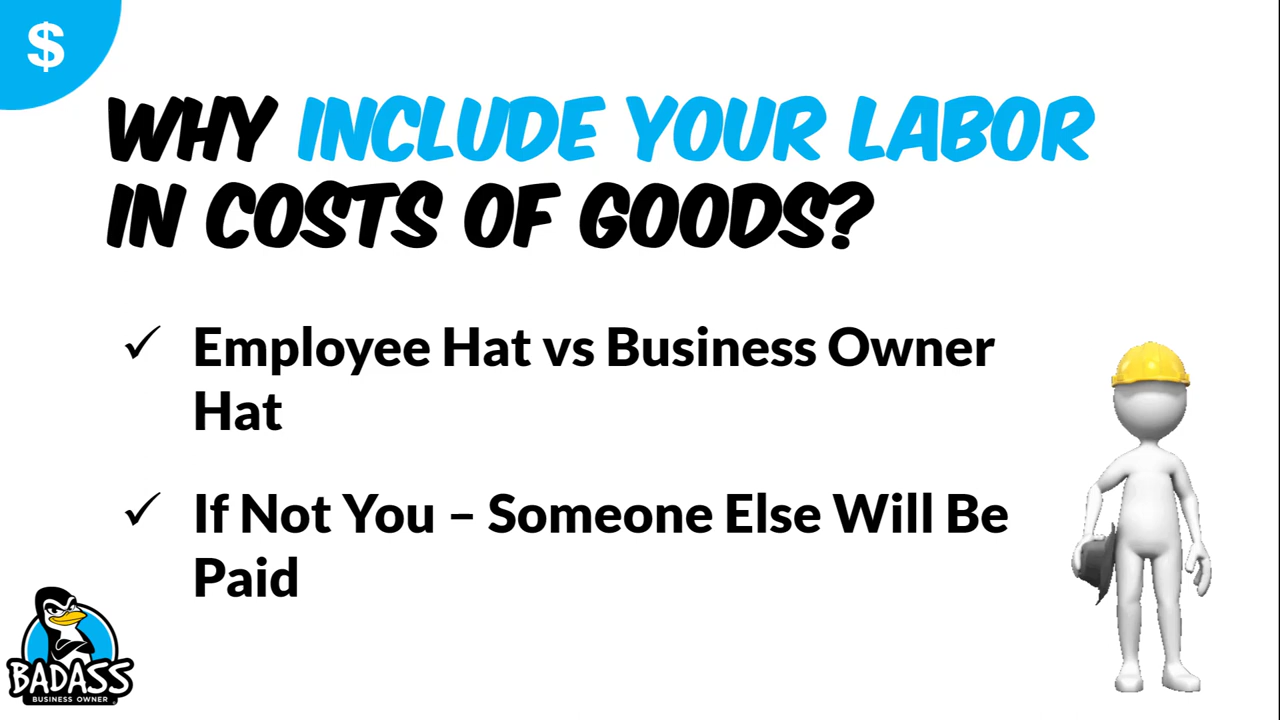 $
WHY INCLUDE YOUR LABOR
IN COSTS OF GOODS?
✓ Employee Hat vs Business Owner
Hat
✓ If Not You – Someone Else Will Be
Paid
BADASS
BUSINESS OWNER